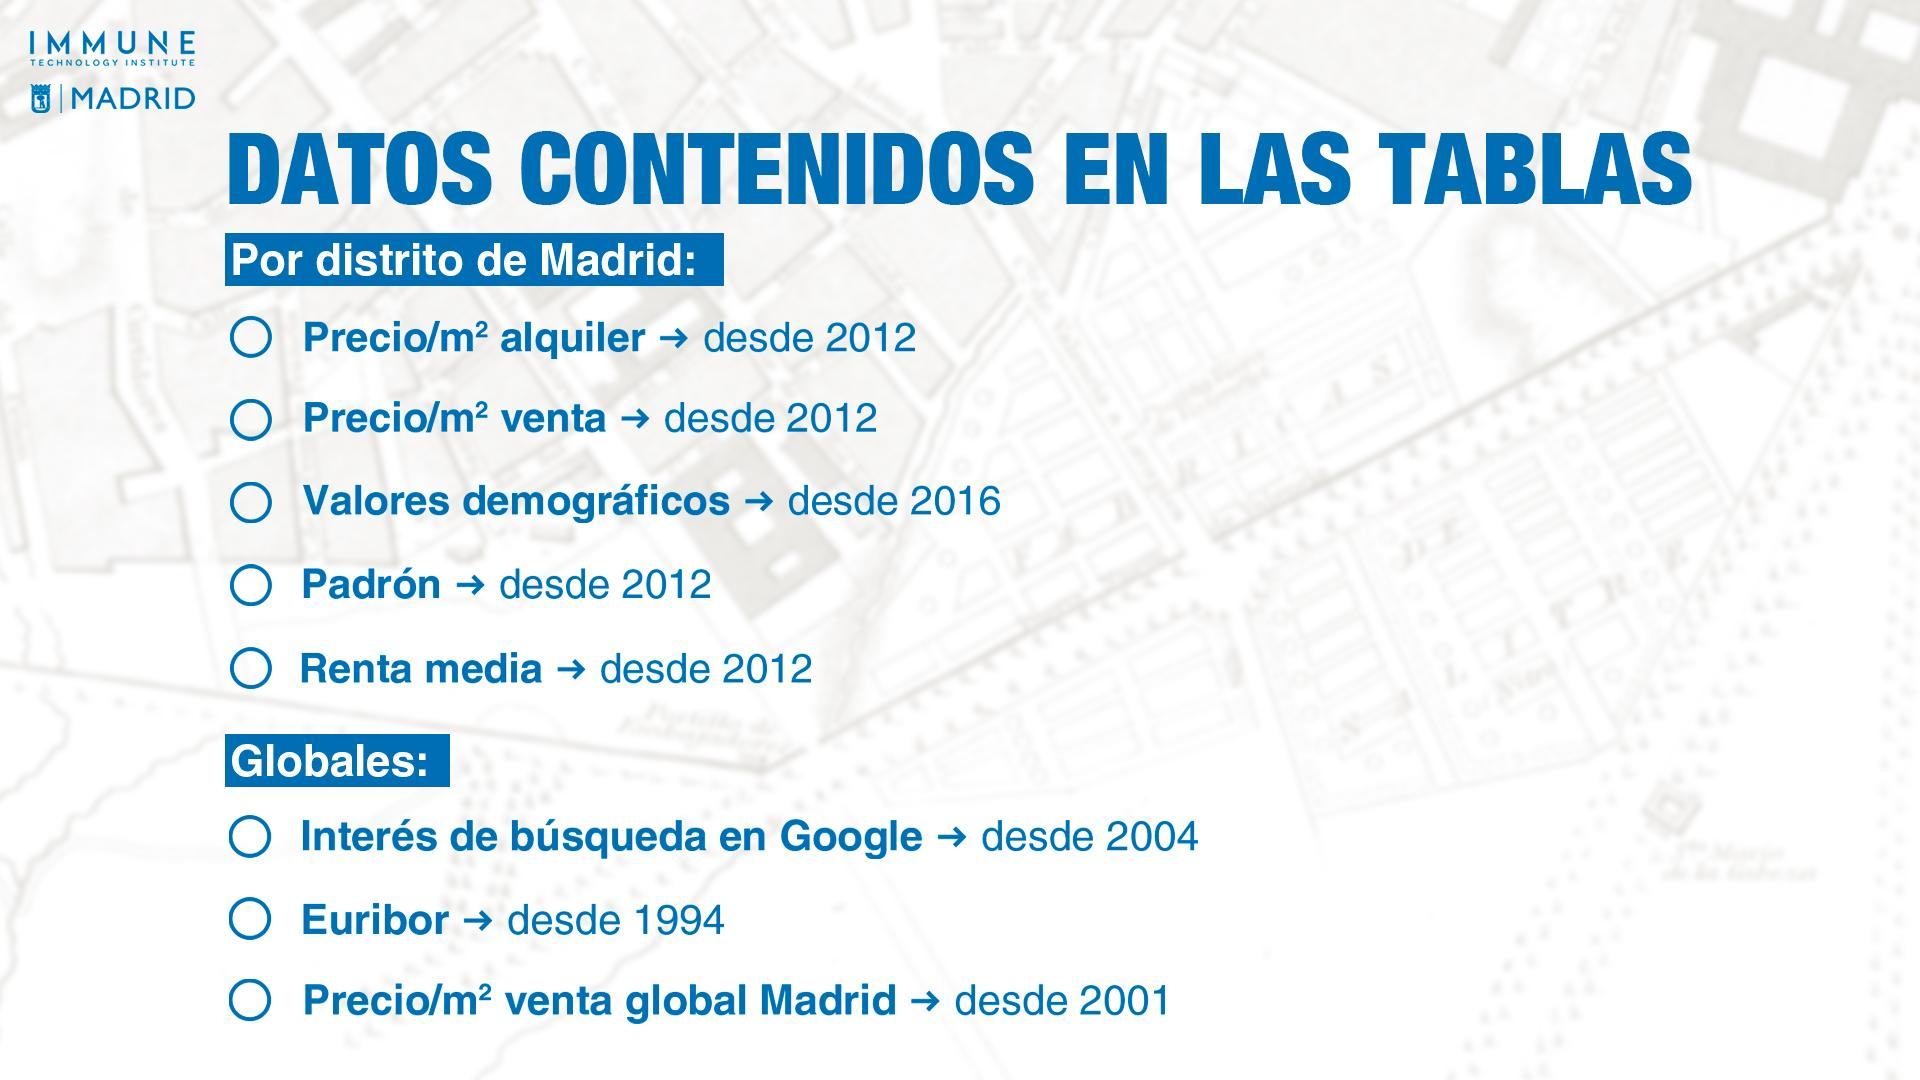 IMMUNE
TECHNOLOGY INSTITUTE
MADRID
DATOS CONTENIDOS EN LAS TABLAS
Por distrito de Madrid:
Precio/m² alquiler → desde 2012
Precio/m² venta → desde 2012
Valores demográficos → desde 2016
Padrón → desde 2012
Renta media → desde 2012
Globales:
Interés de búsqueda en Google → desde 2004
Euribor → desde 1994
Precio/m² venta global Madrid → desde 2001